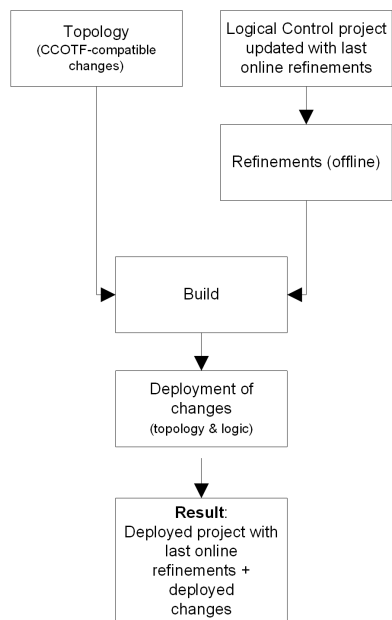 Topology
(CCOTF-compatible
changes)
Logical Control project
updated with last
online refinements
Refinements (offline)
Build
Deployment of
changes
(topology & logic)
Result:
Deployed project with
last online
refinements +
deployed
changes